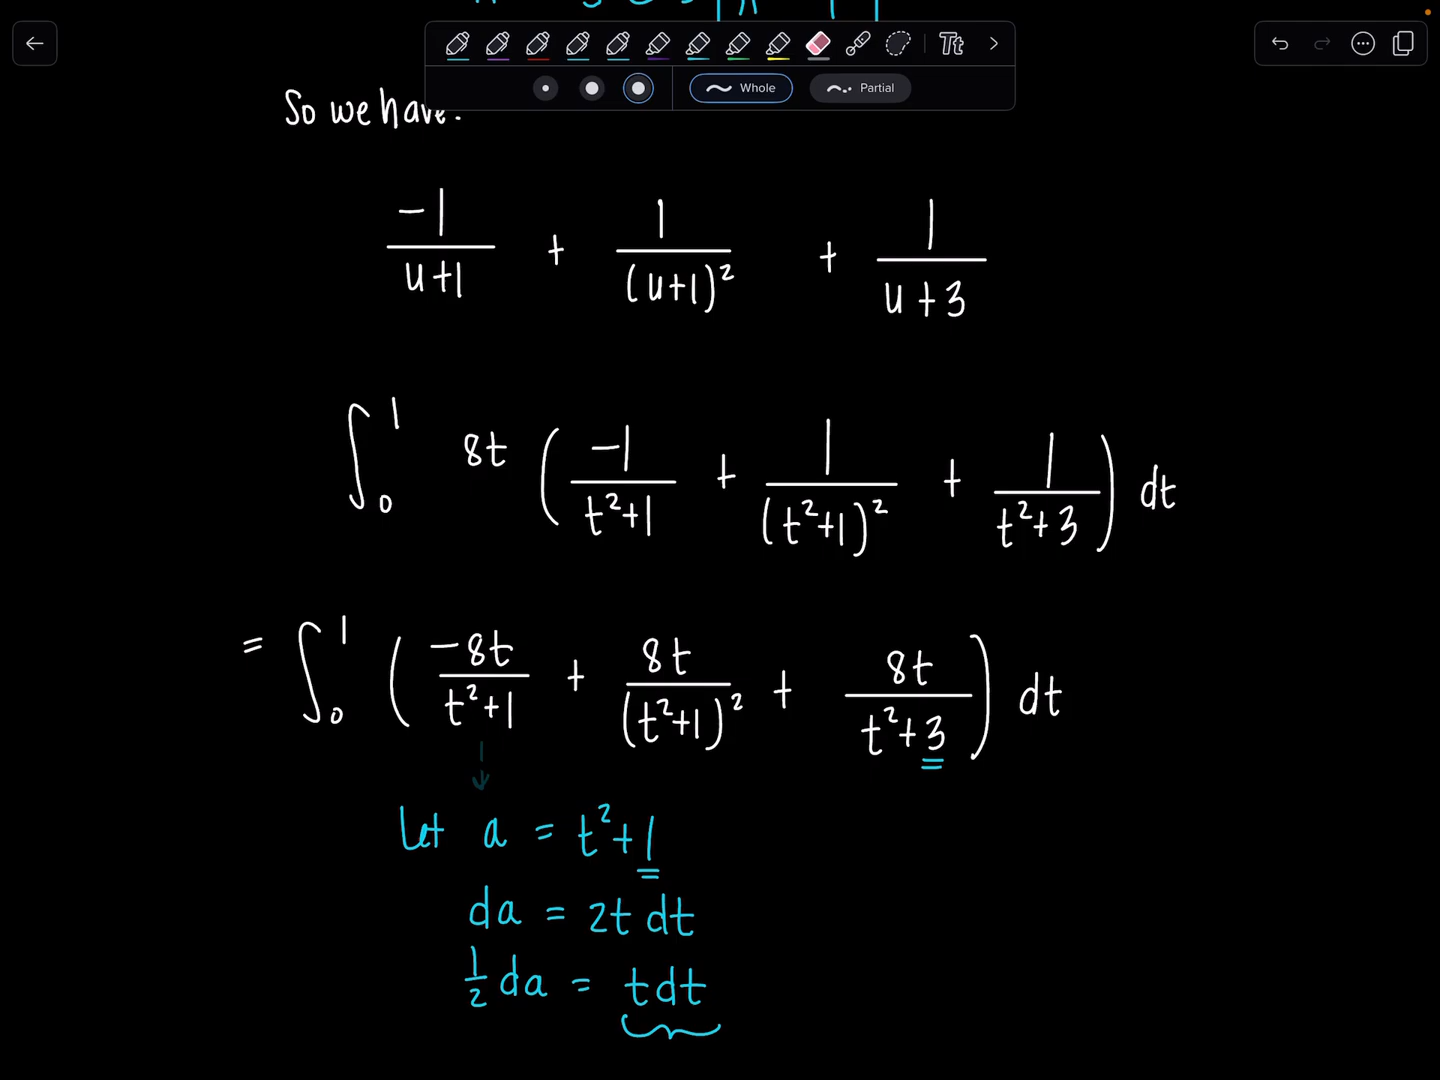 Whole Partial
So we have:
-1/(u+1) + 1/(u+1)² + 1/(u+3)
∫₀¹ 8t ( -1/(t²+1) + 1/(t²+1)² + 1/(t²+3) ) dt
= ∫₀¹ ( -8t/(t²+1) + 8t/(t²+1)² + 8t/(t²+3) ) dt
Let a = t²+1
da = 2t dt
1/2 da = t dt